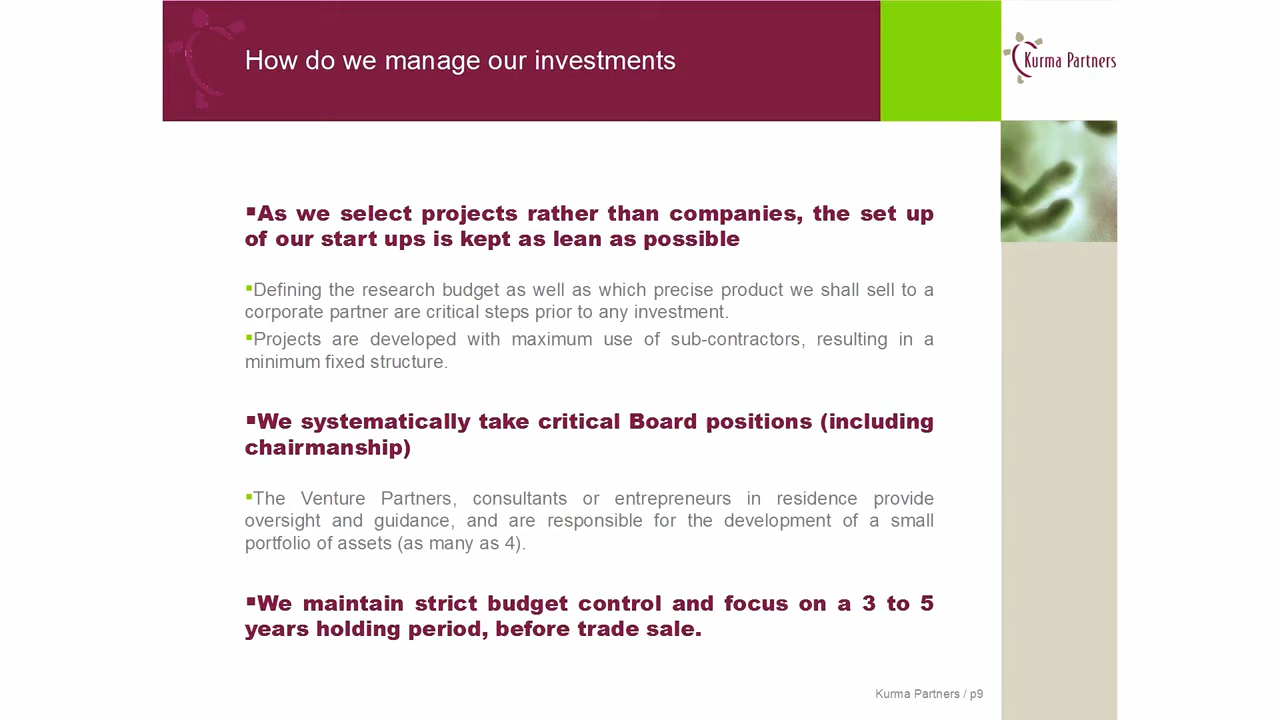 How do we manage our investments
Kurma Partners
▪As we select projects rather than companies, the set up
of our start ups is kept as lean as possible
▪Defining the research budget as well as which precise product we shall sell to a
corporate partner are critical steps prior to any investment.
▪Projects are developed with maximum use of sub-contractors, resulting in a
minimum fixed structure.
▪We systematically take critical Board positions (including
chairmanship)
▪The Venture Partners, consultants or entrepreneurs in residence provide
oversight and guidance, and are responsible for the development of a small
portfolio of assets (as many as 4).
▪We maintain strict budget control and focus on a 3 to 5
years holding period, before trade sale.
Kurma Partners / p9